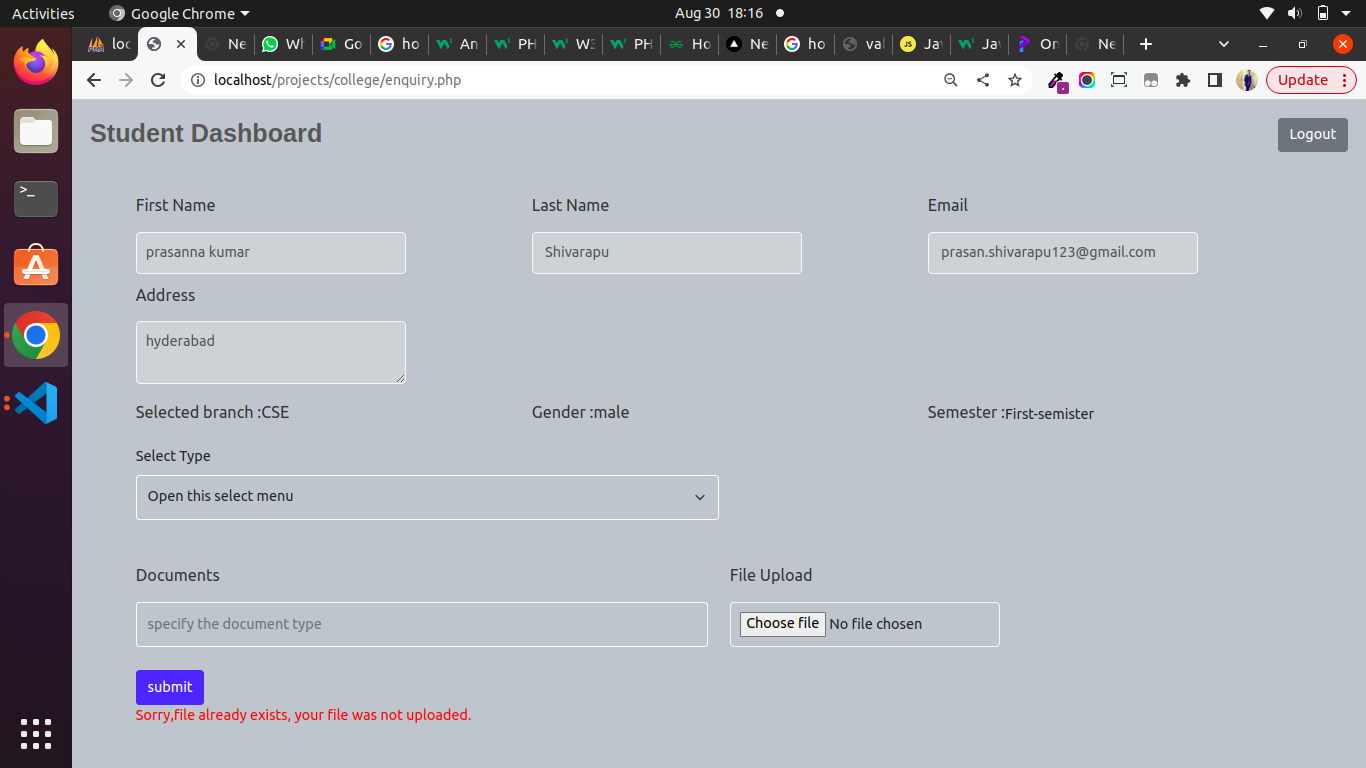 Activities Google Chrome Aug 30 18:16
loc Ne Wh Go ho An PH W3 PH Ho Ne ho val Jav Jav On Ne
localhost/projects/college/enquiry.php Update
Student Dashboard Logout
First Name Last Name Email
prasanna kumar Shivarapu prasan.shivarapu123@gmail.com
Address
hyderabad
Selected branch :CSE Gender :male Semester :First-semister
Select Type
Open this select menu
Documents File Upload
specify the document type Choose file No file chosen
submit
Sorry,file already exists, your file was not uploaded.